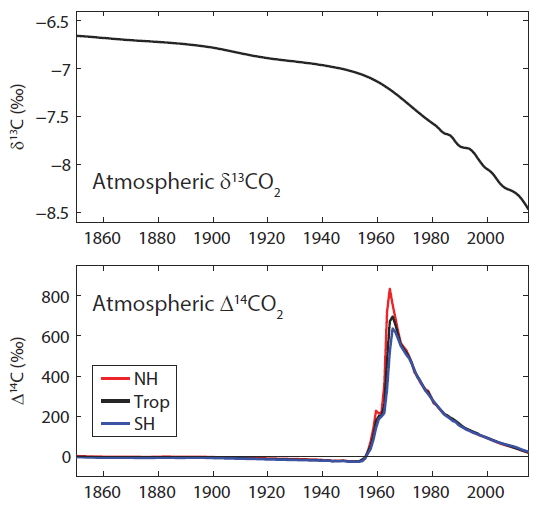 −6.5
−7
−7.5
−8
−8.5
δ¹³C (‰)
Atmospheric δ¹³CO₂
1860 1880 1900 1920 1940 1960 1980 2000
800
600
400
200
0
Δ¹⁴C (‰)
Atmospheric Δ¹⁴CO₂
NH
Trop
SH
1860 1880 1900 1920 1940 1960 1980 2000